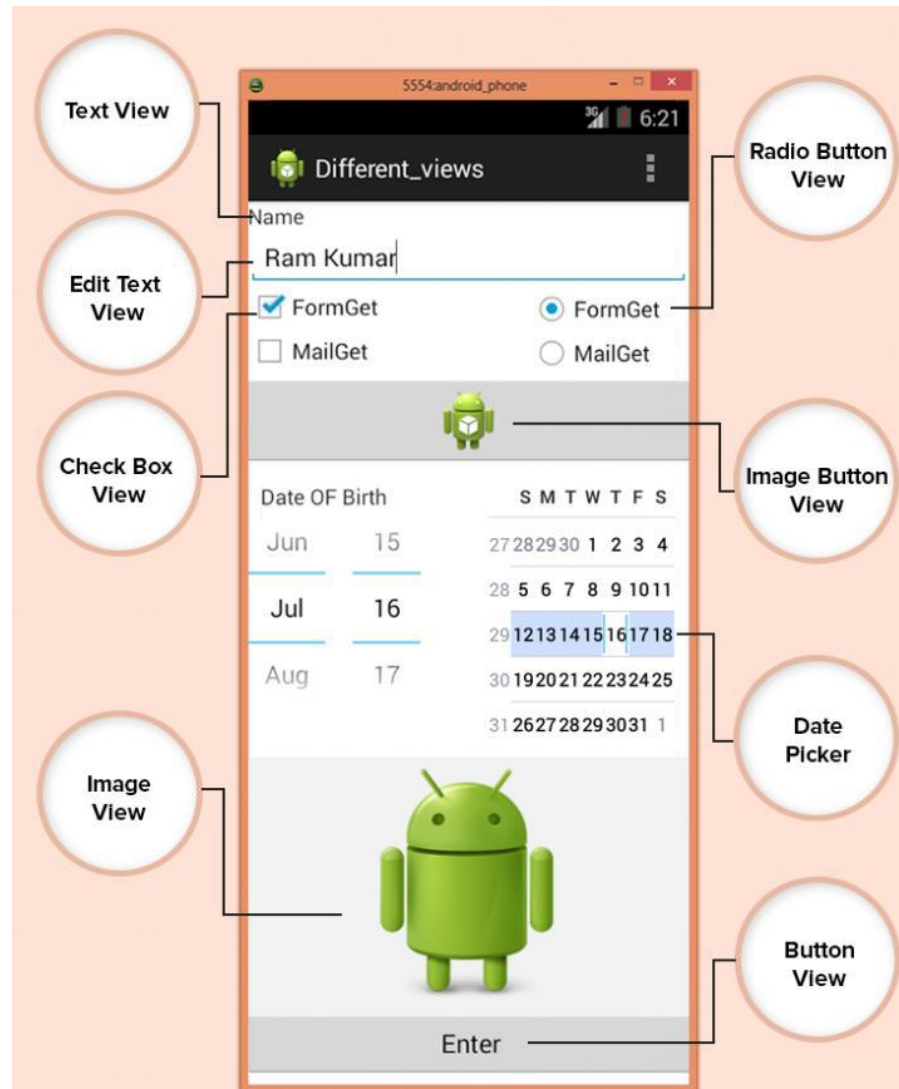 5554:android_phone
3G 6:21
Different_views
Text View
Name
Radio Button
View
Edit Text
View
Ram Kumar
FormGet
FormGet
MailGet
MailGet
Check Box
View
Image Button
View
Date OF Birth
S M T W T F S
Jun 15
27 28 29 30 1 2 3 4
28 5 6 7 8 9 10 11
Jul 16
29 12 13 14 15 16 17 18
Aug 17
30 19 20 21 22 23 24 25
31 26 27 28 29 30 31 1
Date
Picker
Image
View
Button
View
Enter